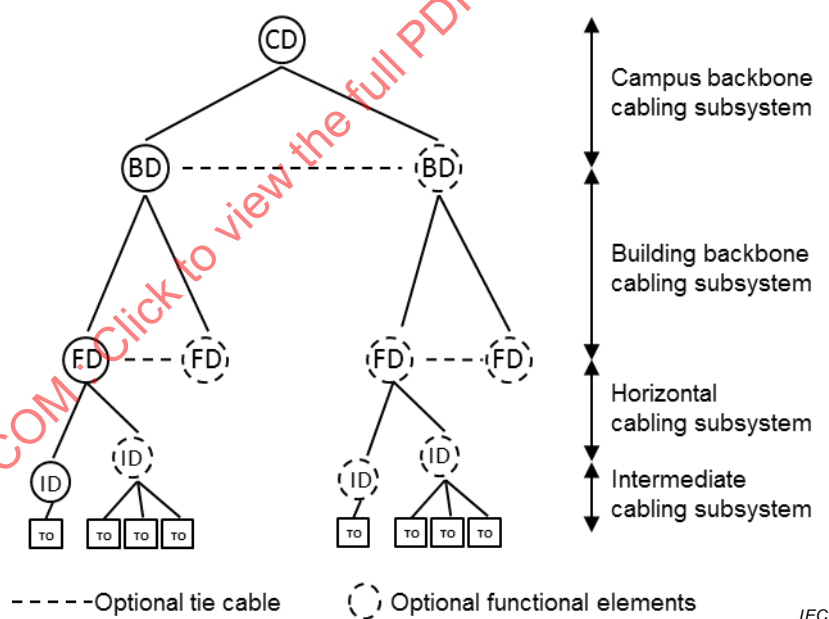 CD
Campus backbone
cabling subsystem
BD
BD
Building backbone
cabling subsystem
FD
FD
FD
FD
Horizontal
cabling subsystem
ID
ID
ID
ID
Intermediate
cabling subsystem
TO
TO
TO
TO
TO
TO
TO
TO
Optional tie cable
Optional functional elements
IEC
COM: Click to view the full PDF